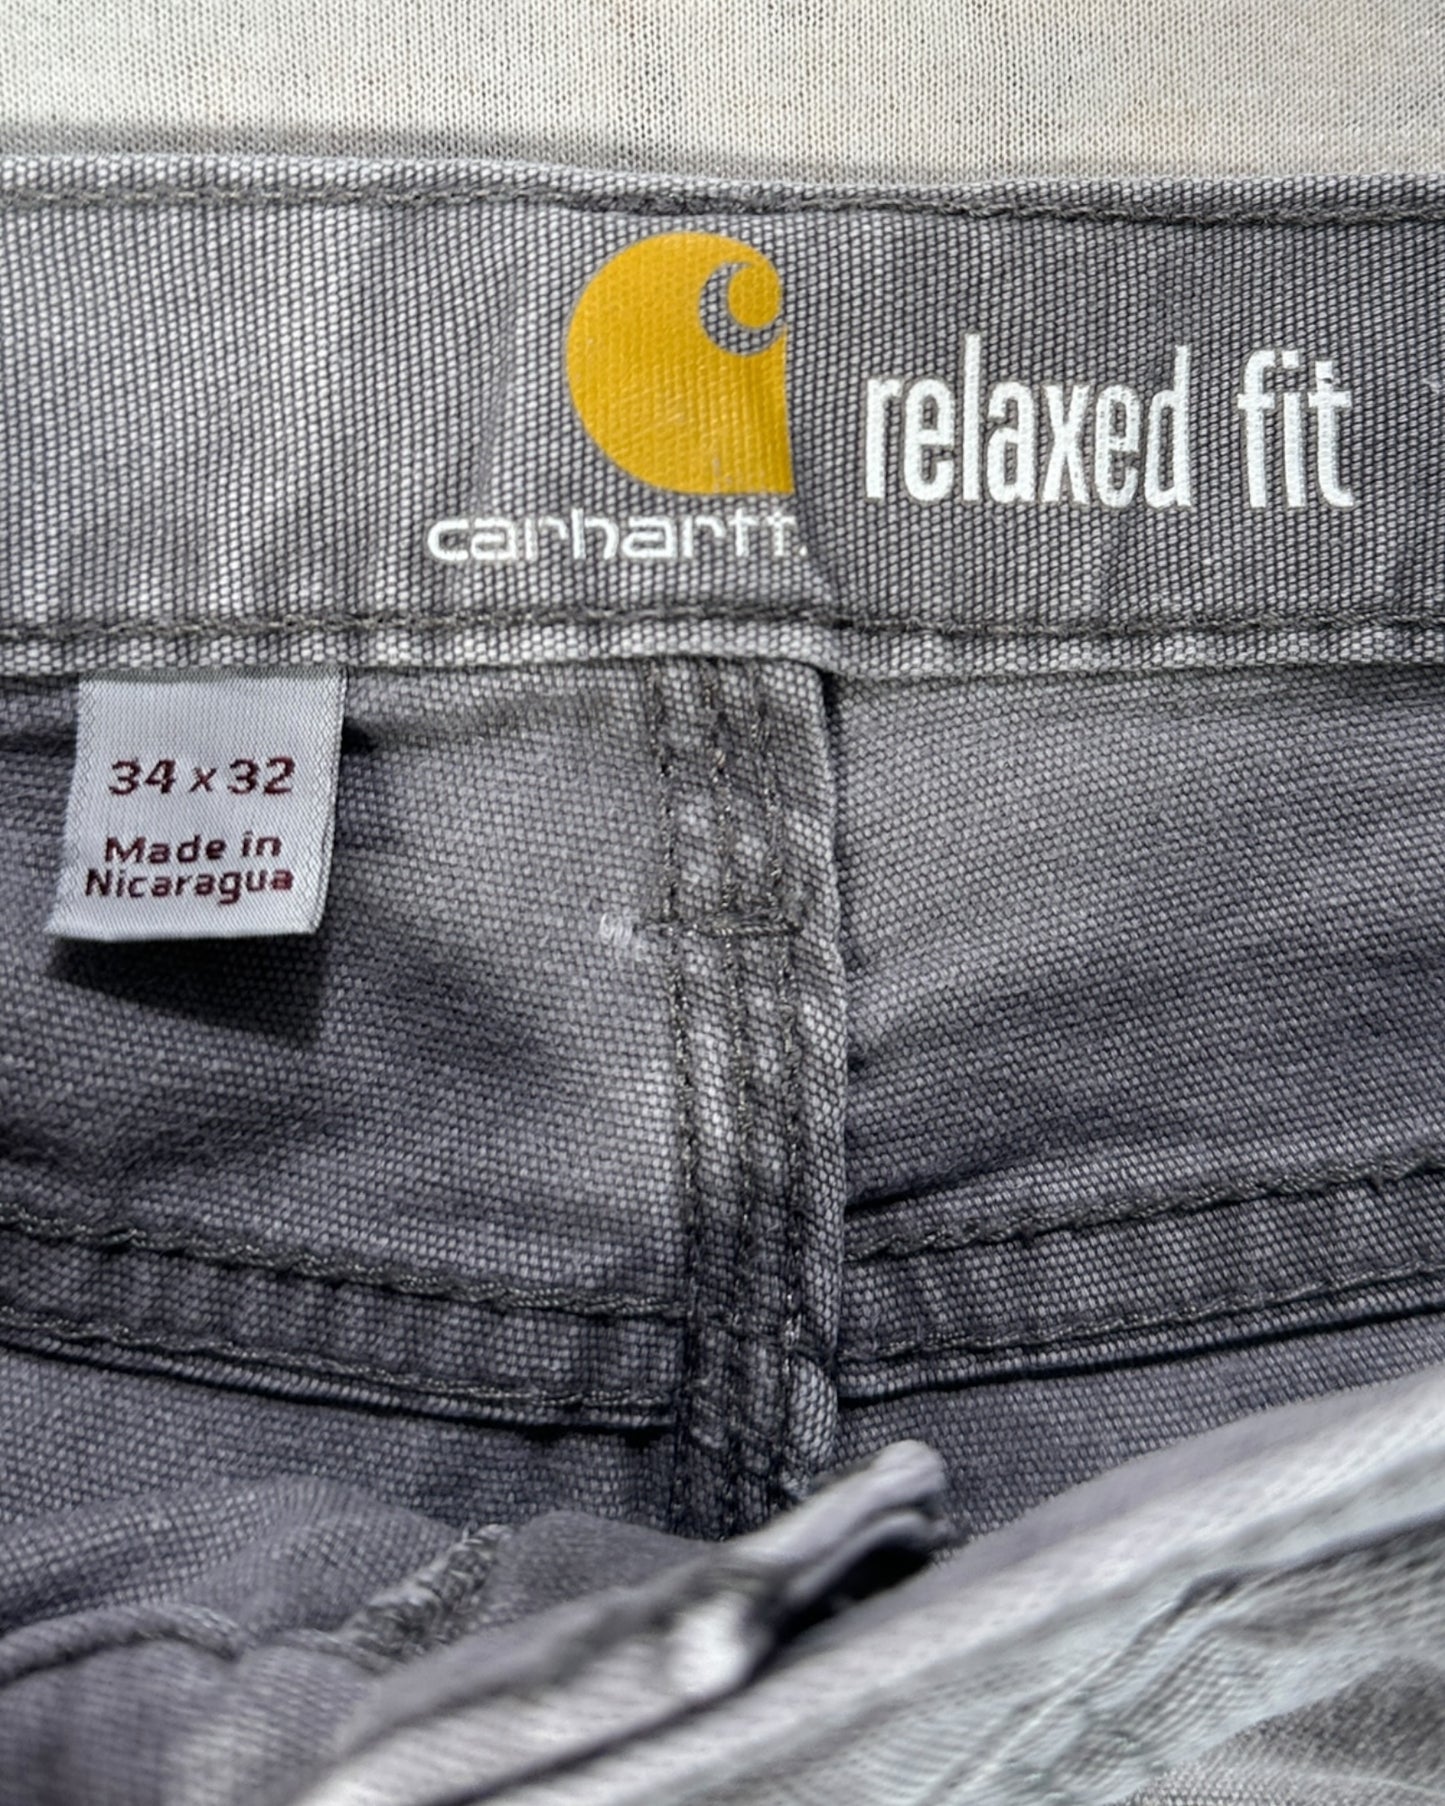 relaxed fit
carhartt.
34 x 32
Made in
Nicaragua